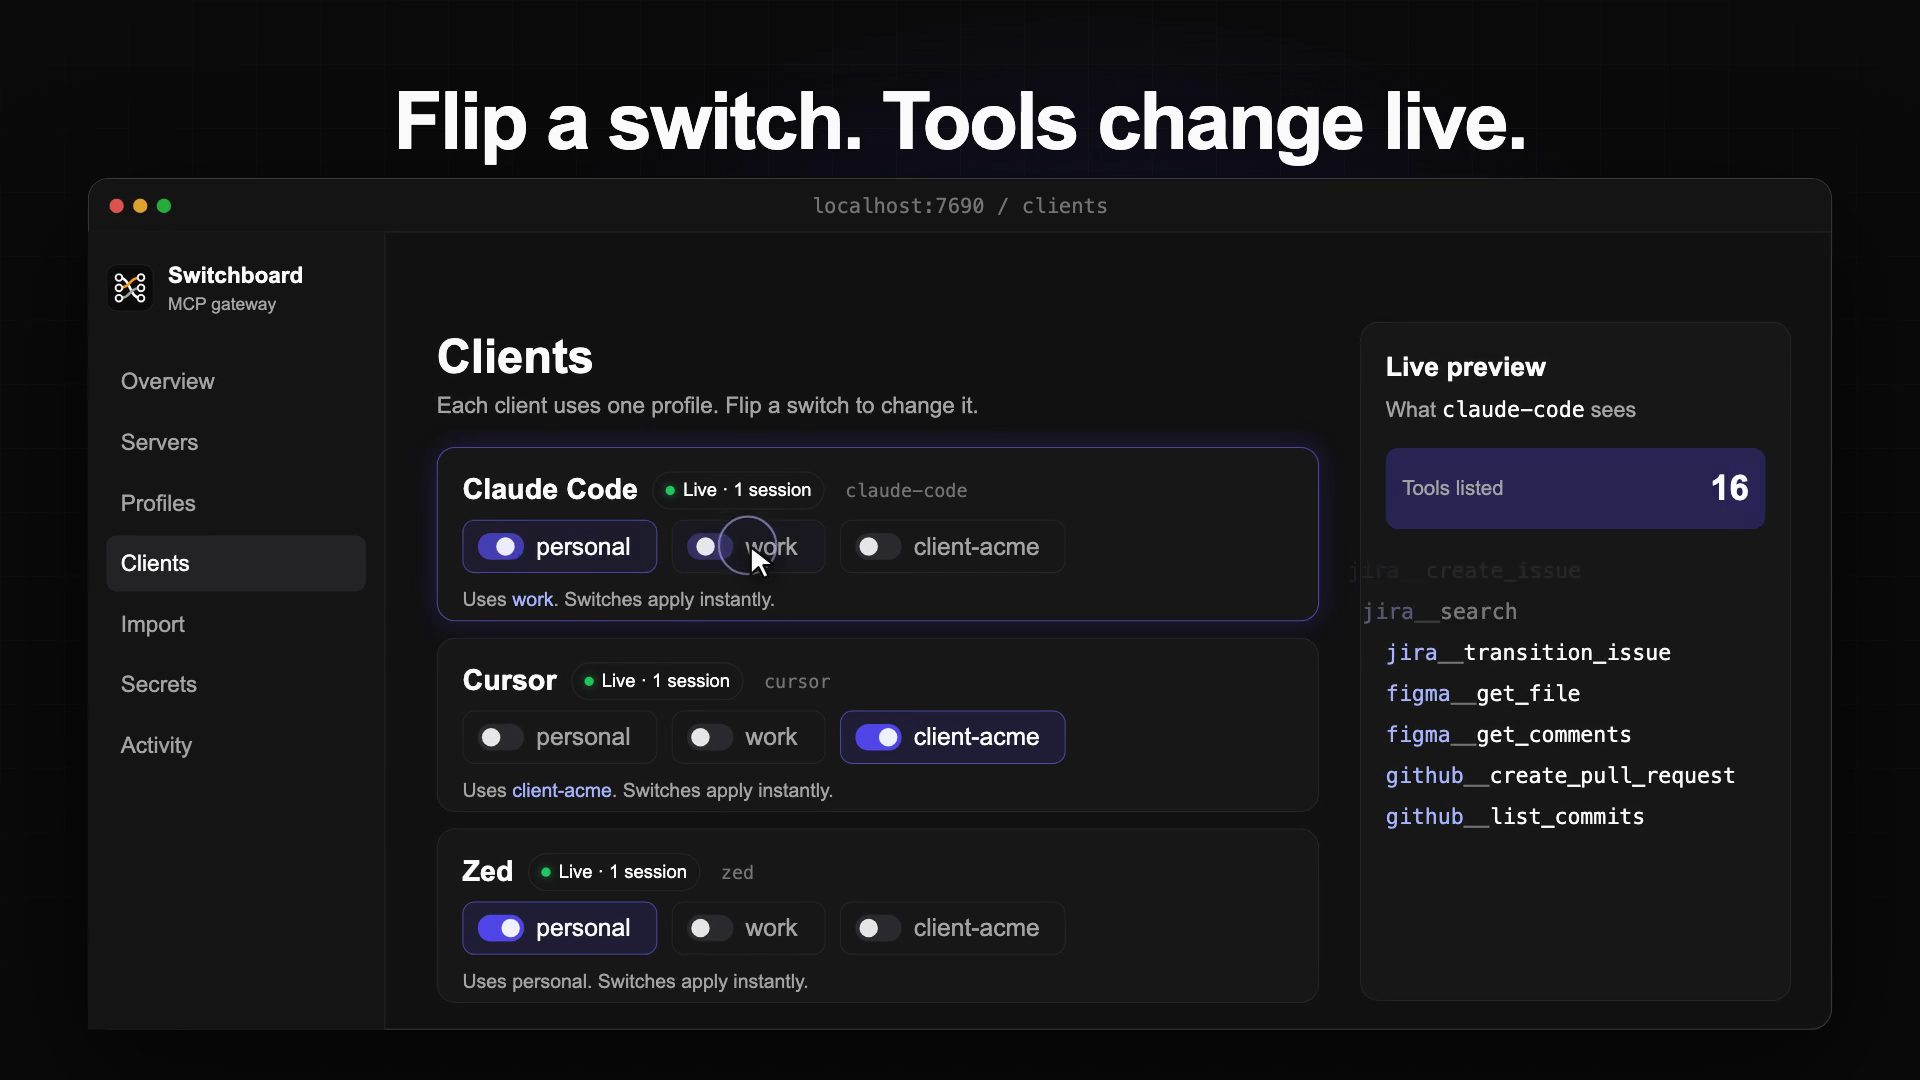 Flip a switch. Tools change live.
localhost:7690 / clients
Switchboard
MCP gateway
Overview
Servers
Profiles
Clients
Import
Secrets
Activity
Clients
Each client uses one profile. Flip a switch to change it.
Claude Code
Live · 1 session
claude-code
personal
work
client-acme
Uses work. Switches apply instantly.
Cursor
Live · 1 session
cursor
personal
work
client-acme
Uses client-acme. Switches apply instantly.
Zed
Live · 1 session
zed
personal
work
client-acme
Uses personal. Switches apply instantly.
Live preview
What claude-code sees
Tools listed
16
jira__create_issue
jira__search
jira__transition_issue
figma__get_file
figma__get_comments
github__create_pull_request
github__list_commits